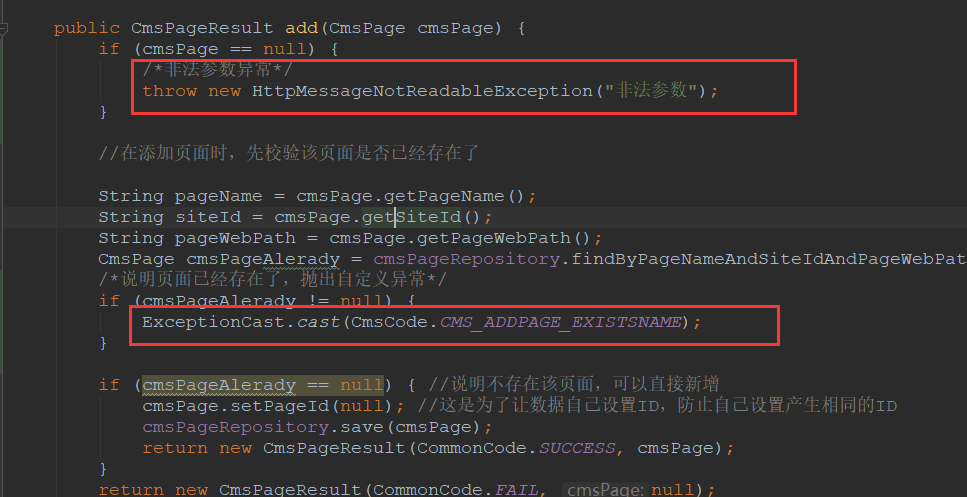 public CmsPageResult add(CmsPage cmsPage) {
if (cmsPage == null) {
/*非法参数异常*/
throw new HttpMessageNotReadableException("非法参数");
}
//在添加页面时,先校验该页面是否已经存在了
String pageName = cmsPage.getPageName();
String siteId = cmsPage.getSiteId();
String pageWebPath = cmsPage.getPageWebPath();
CmsPage cmsPageAlerady = cmsPageRepository.findByPageNameAndSiteIdAndPageWebPat
/*说明页面已经存在了,抛出自定义异常*/
if (cmsPageAlerady != null) {
ExceptionCast.cast(CmsCode.CMS_ADDPAGE_EXISTSNAME);
}
if (cmsPageAlerady == null) { //说明不存在该页面,可以直接新增
cmsPage.setPageId(null); //这是为了让数据自己设置ID,防止自己设置产生相同的ID
cmsPageRepository.save(cmsPage);
return new CmsPageResult(CommonCode.SUCCESS, cmsPage);
}
return new CmsPageResult(CommonCode.FAIL, cmsPage: null);